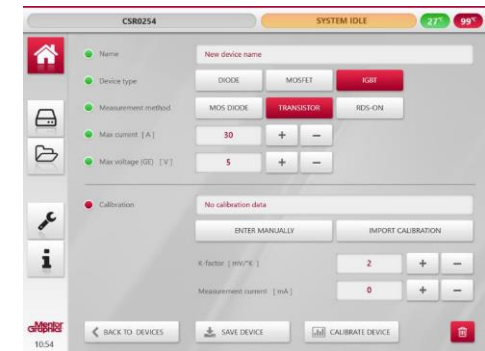 CSR0254 SYSTEM IDLE 27°C 99°C
Name New device name
Device type DIODE MOSFET IGBT
Measurement method MOS DIODE TRANSISTOR RDS-ON
Max current [ A ] 30 + −
Max voltage (GE) [ V ] 5 + −
Calibration No calibration data
ENTER MANUALLY IMPORT CALIBRATION
K-factor [ mV/°K ] 2 + −
Measurement current [ mA ] 0 + −
Mentor
Graphics
BACK TO DEVICES SAVE DEVICE CALIBRATE DEVICE
10:54